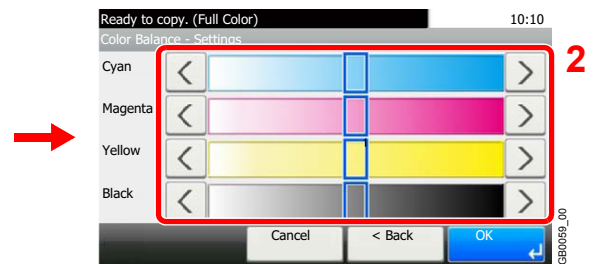 Ready to copy. (Full Color) 10:10
Color Balance - Settings
2
Cyan
Magenta
Yellow
Black
Cancel < Back OK
GB0059_00